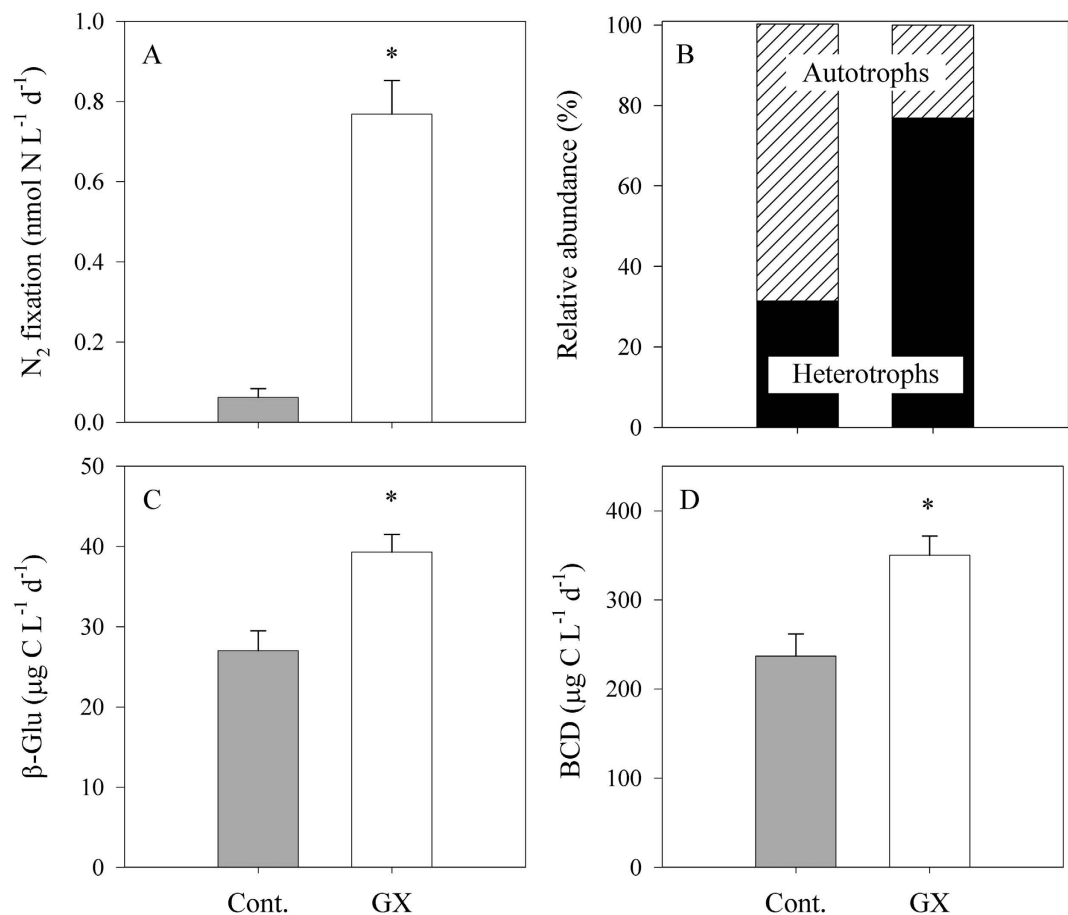 A
*
N₂ fixation (nmol N L⁻¹ d⁻¹)
1.0
0.8
0.6
0.4
0.2
0.0
B
Relative abundance (%)
100
80
60
40
20
0
Autotrophs
Heterotrophs
C
*
β-Glu (µg C L⁻¹ d⁻¹)
50
40
30
20
10
0
Cont.
GX
D
*
BCD (µg C L⁻¹ d⁻¹)
400
300
200
100
0
Cont.
GX